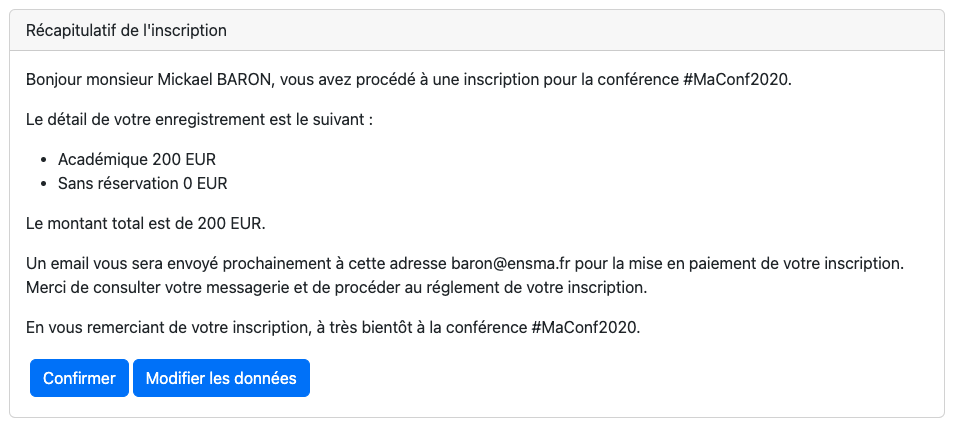 Récapitulatif de l'inscription
Bonjour monsieur Mickael BARON, vous avez procédé à une inscription pour la conférence #MaConf2020.
Le détail de votre enregistrement est le suivant :
• Académique 200 EUR
• Sans réservation 0 EUR
Le montant total est de 200 EUR.
Un email vous sera envoyé prochainement à cette adresse baron@ensma.fr pour la mise en paiement de votre inscription.
Merci de consulter votre messagerie et de procéder au réglement de votre inscription.
En vous remerciant de votre inscription, à très bientôt à la conférence #MaConf2020.
Confirmer Modifier les données